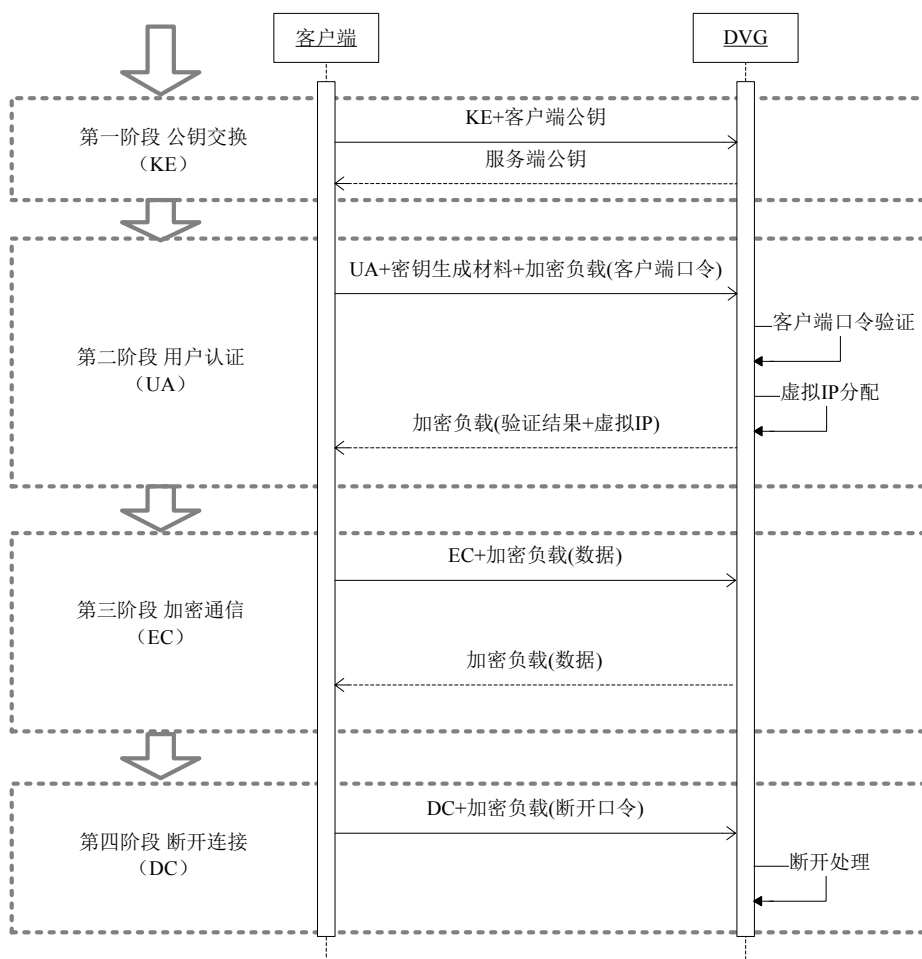 客户端
DVG
第一阶段 公钥交换
（KE）
KE+客户端公钥
服务端公钥
第二阶段 用户认证
（UA）
UA+密钥生成材料+加密负载(客户端口令)
客户端口令验证
虚拟IP分配
加密负载(验证结果+虚拟IP)
第三阶段 加密通信
（EC）
EC+加密负载(数据)
加密负载(数据)
第四阶段 断开连接
（DC）
DC+加密负载(断开口令)
断开处理